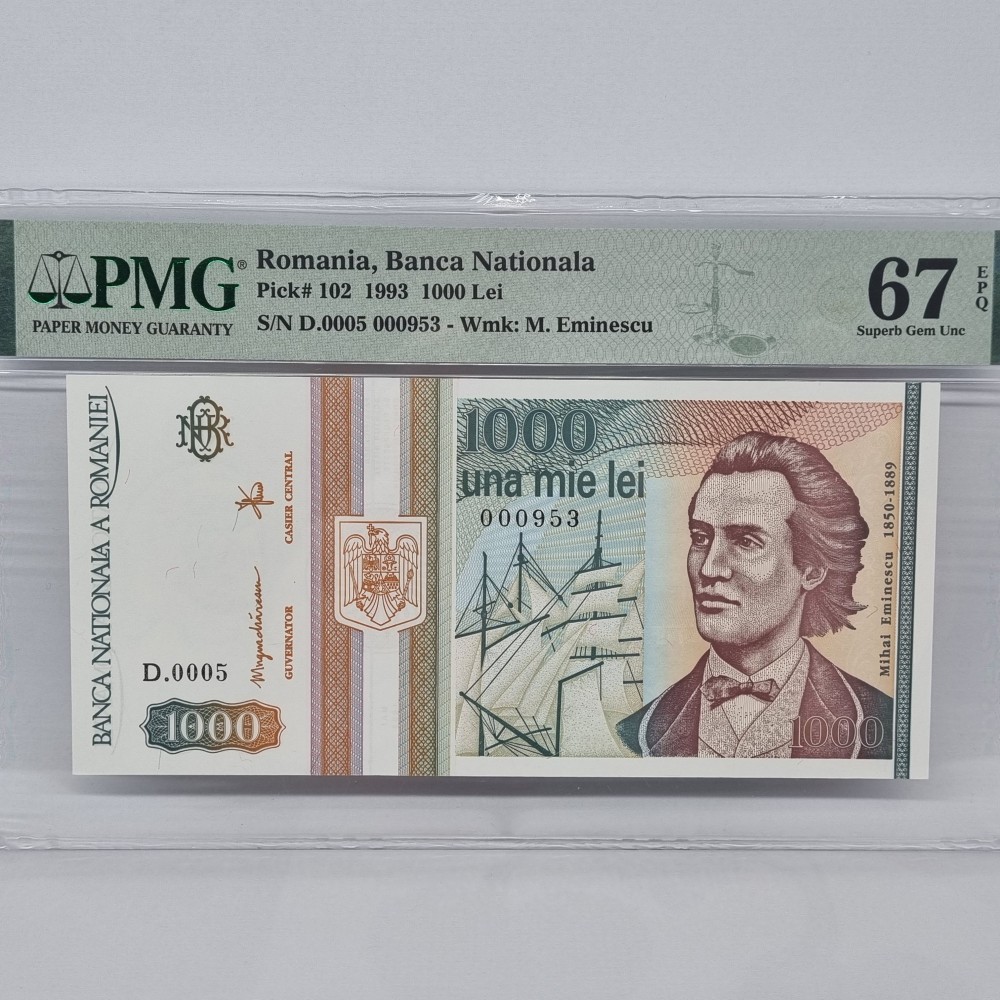 PMG®
PAPER MONEY GUARANTY
Romania, Banca Nationala
Pick# 102 1993 1000 Lei
S/N D.0005 000953 - Wmk: M. Eminescu
67
EPQ
Superb Gem Unc
BANCA NATIONALA A ROMANIEI
CASIER CENTRAL
GUVERNATOR
D.0005
1000
1000
una mie lei
000953
Mihai Eminescu 1850-1889
1000